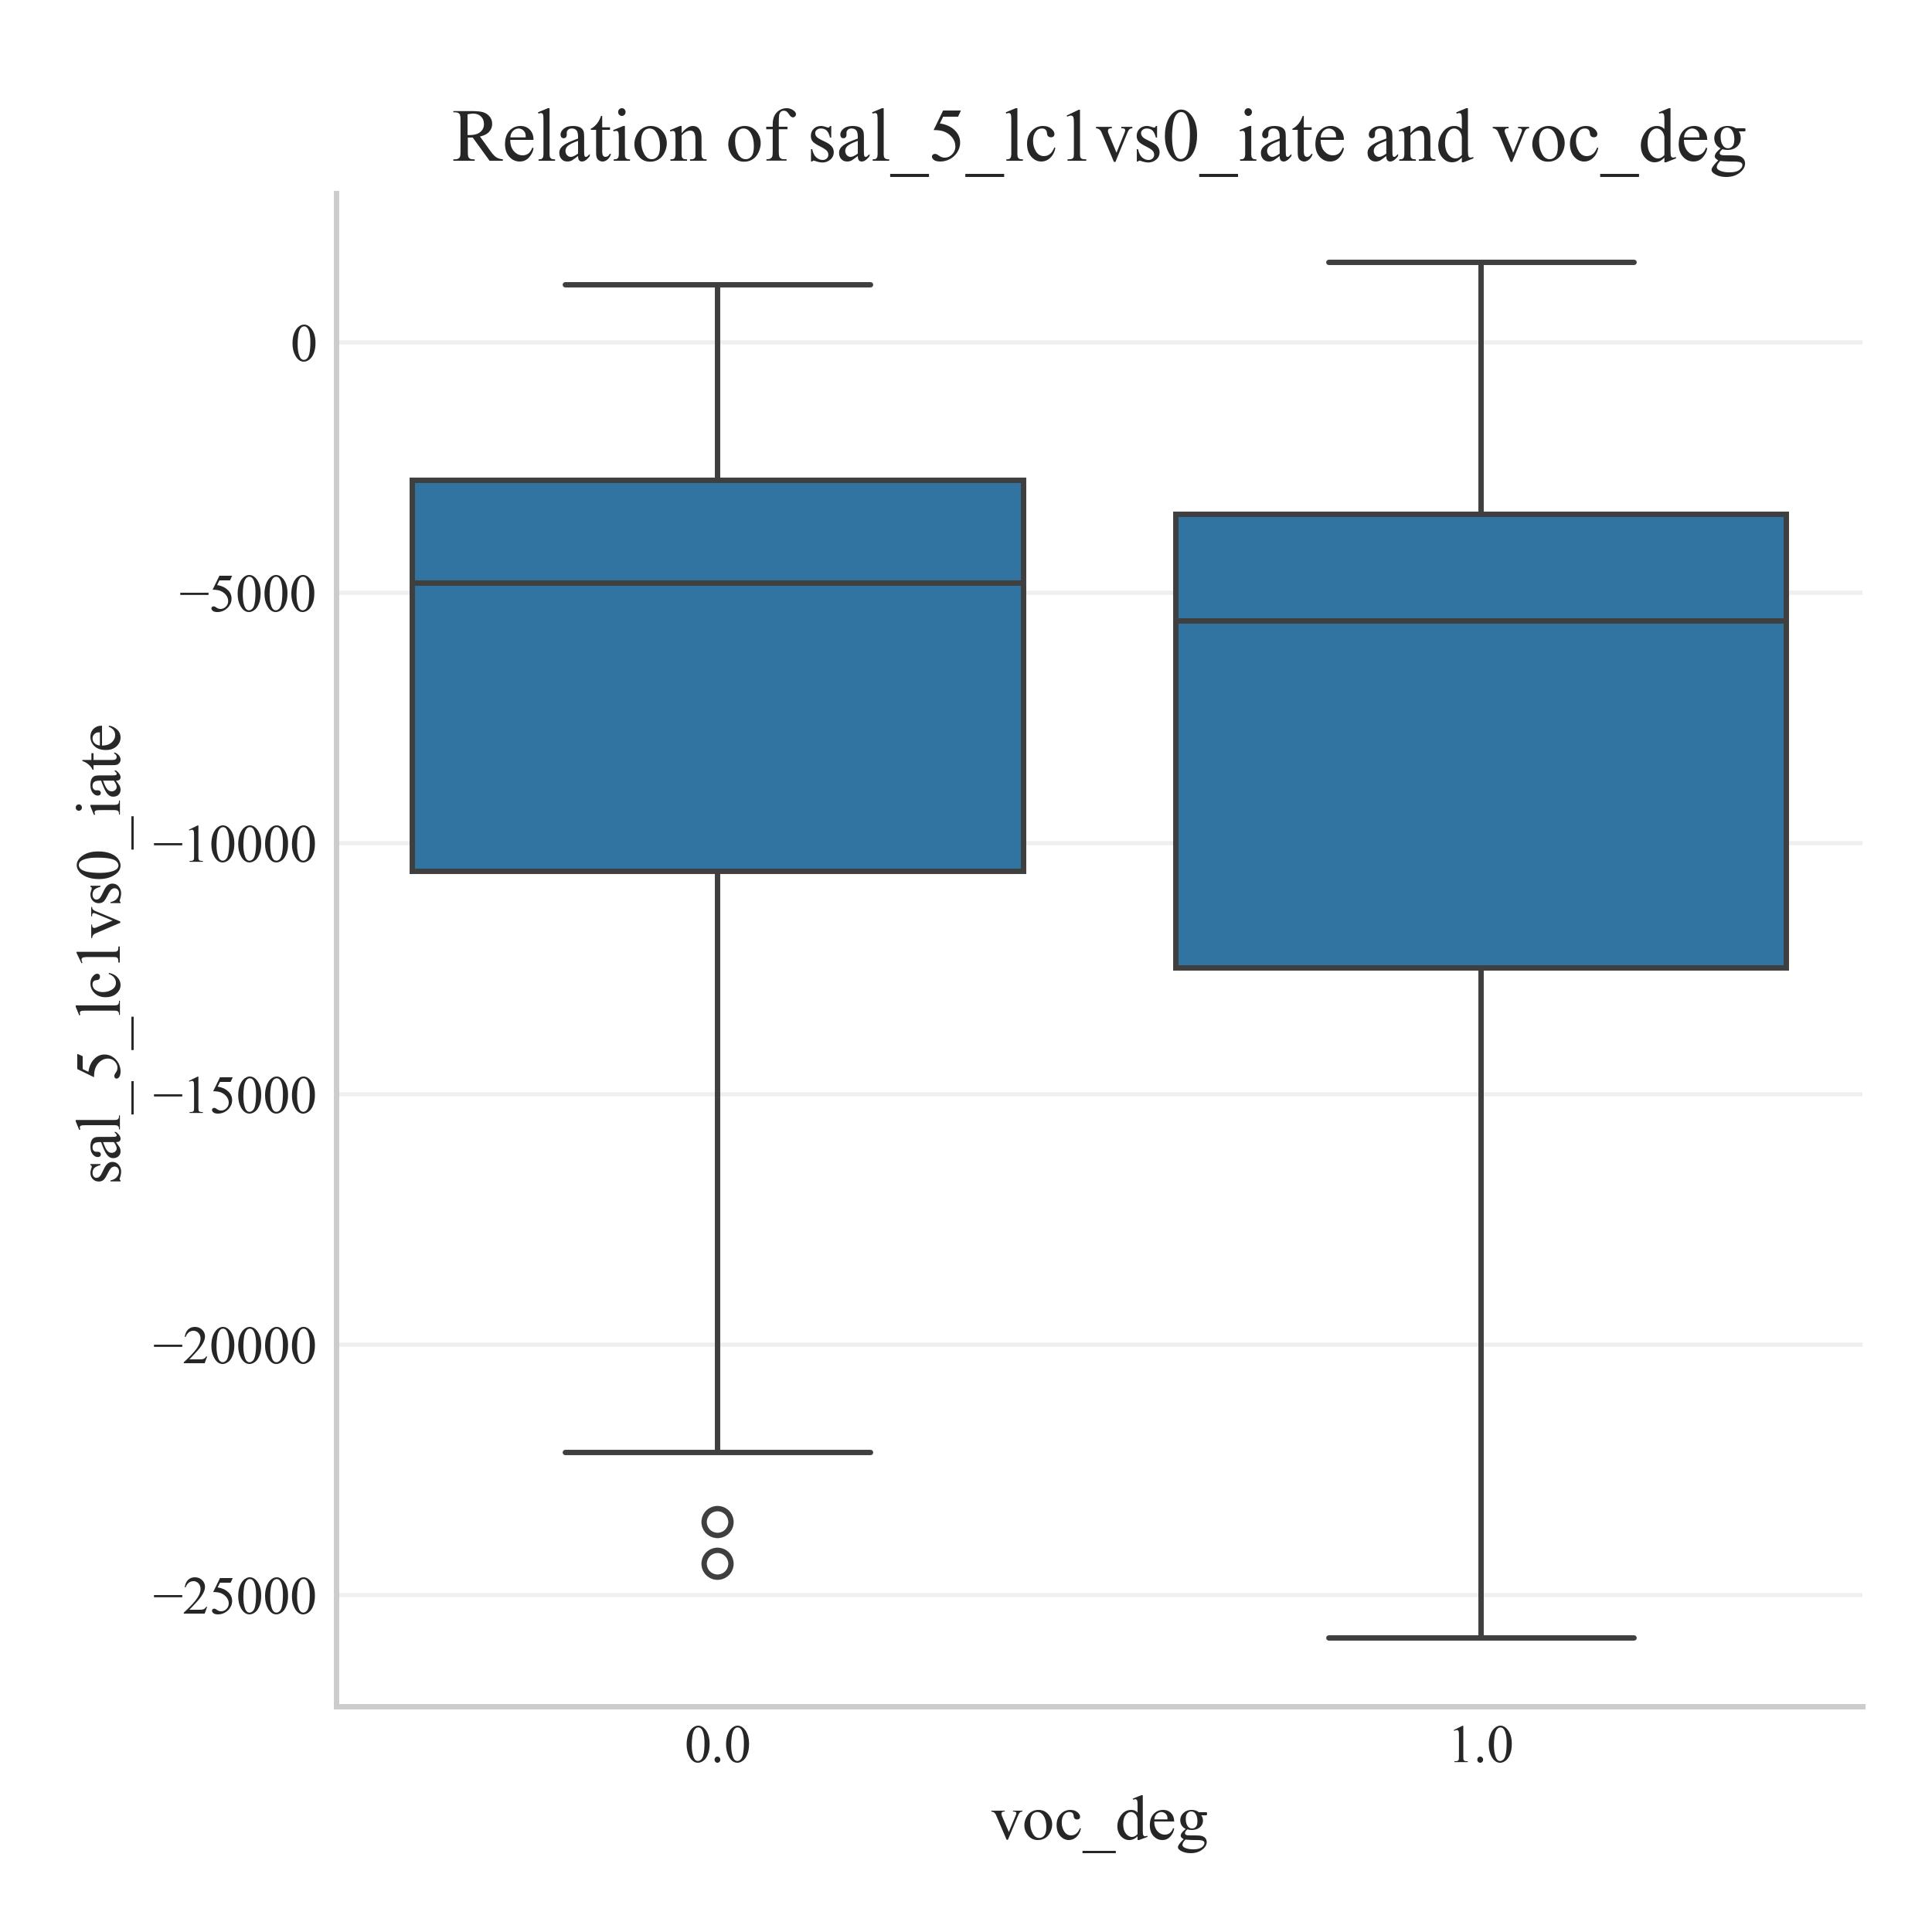 Relation of sal_5_lc1vs0_iate and voc_deg
0
−5000
−10000
−15000
−20000
−25000
sal_5_lc1vs0_iate
0.0 1.0
voc_deg